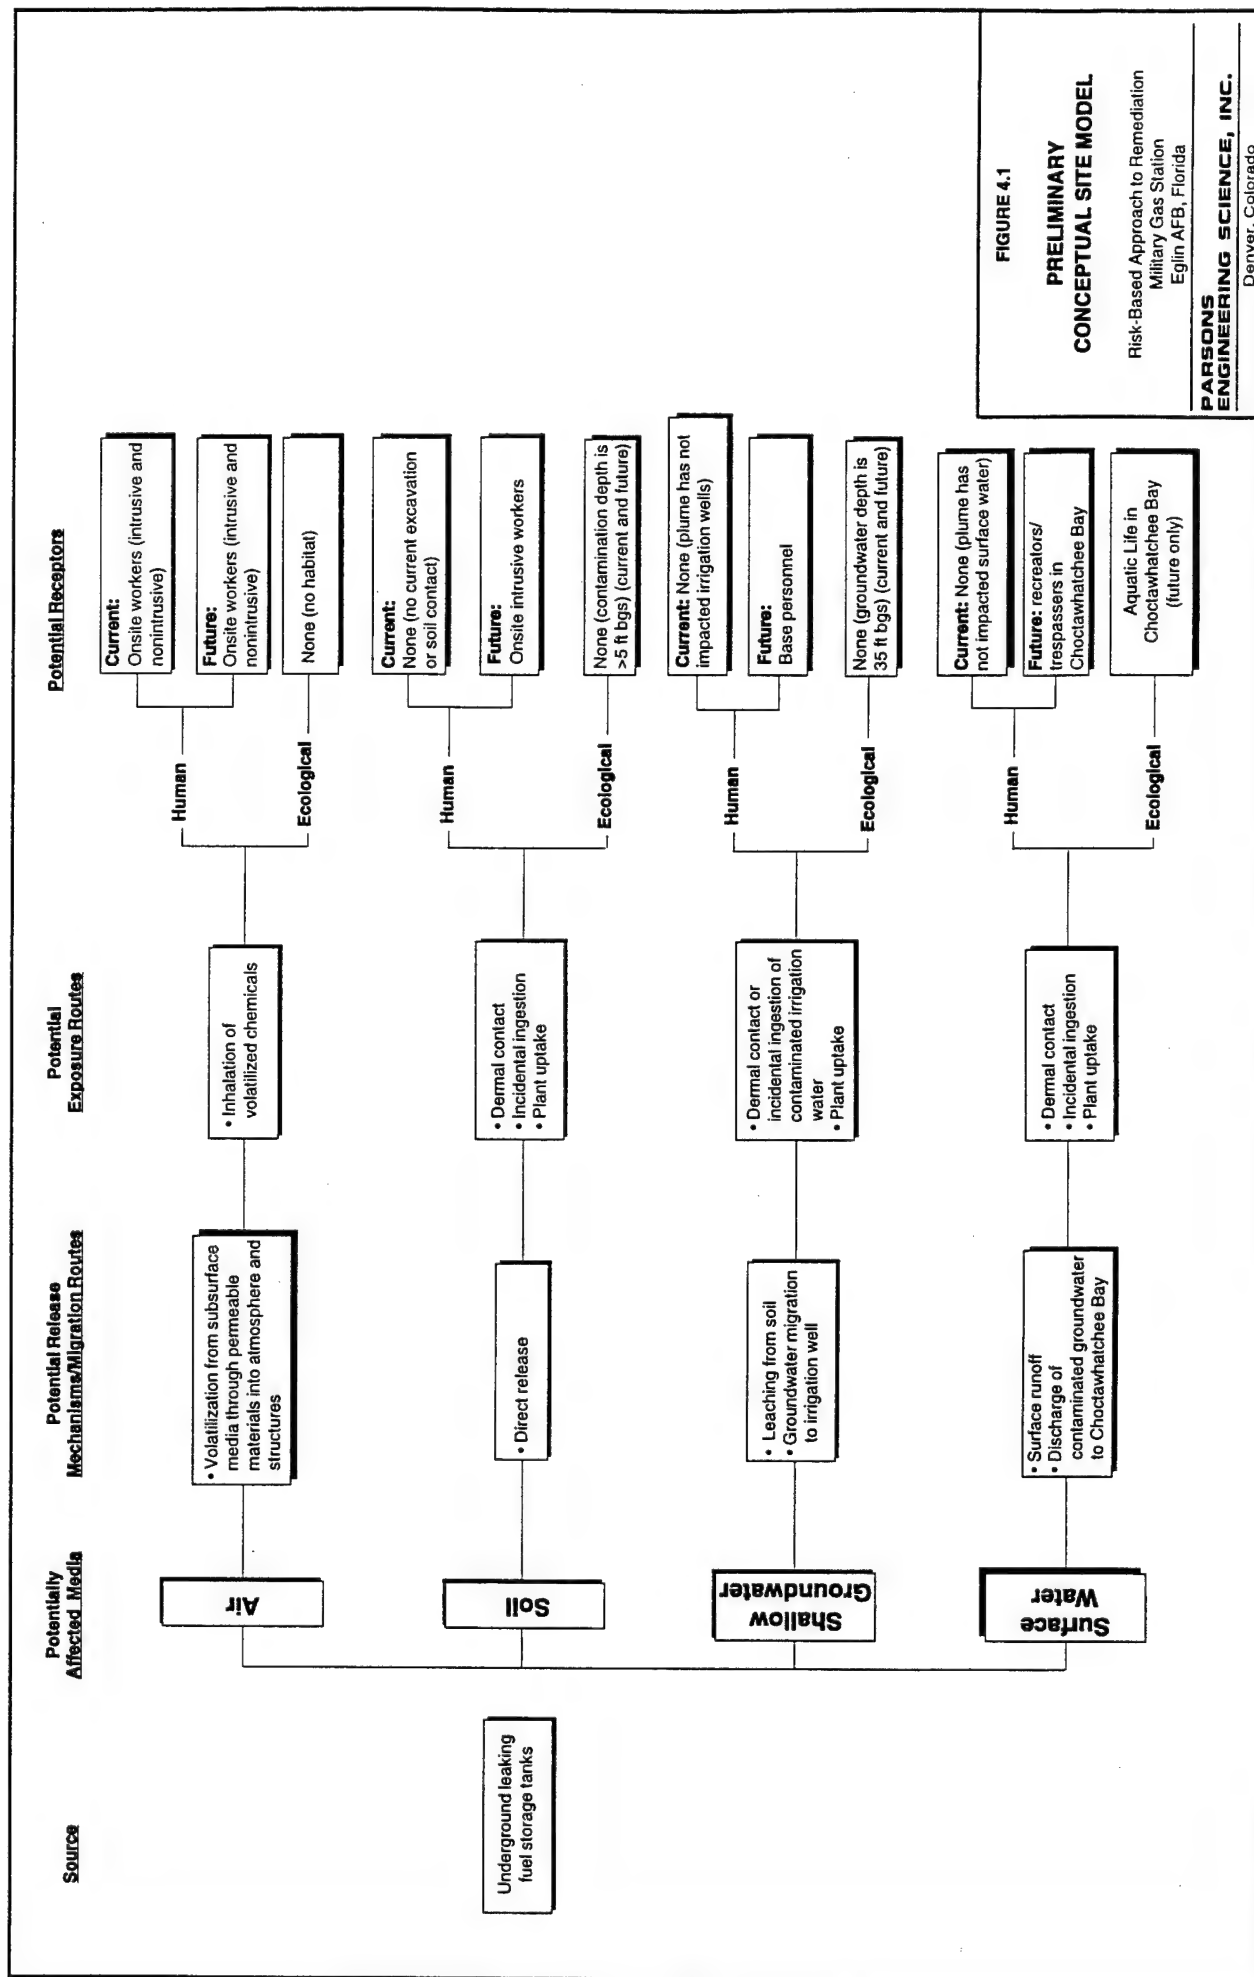 Source
Potentially
Affected Media
Potential Release
Mechanisms/Migration Routes
Potential
Exposure Routes
Potential Receptors
Underground leaking
fuel storage tanks
Air
• Volatilization from subsurface
media through permeable
materials into atmosphere and
structures
• Inhalation of
volatilized chemicals
Human
Current:
Onsite workers (intrusive and
nonintrusive)
Future:
Onsite workers (intrusive and
nonintrusive)
Ecological
None (no habitat)
Soil
• Direct release
• Dermal contact
• Incidental ingestion
• Plant uptake
Human
Current:
None (no current excavation
or soil contact)
Future:
Onsite intrusive workers
Ecological
None (contamination depth is
>5 ft bgs) (current and future)
Shallow
Groundwater
• Leaching from soil
• Groundwater migration
to irrigation well
• Dermal contact or
incidental ingestion of
contaminated irrigation
water
• Plant uptake
Human
Current: None (plume has not
impacted irrigation wells)
Future:
Base personnel
Ecological
None (groundwater depth is
35 ft bgs) (current and future)
Surface
Water
• Surface runoff
• Discharge of
contaminated groundwater
to Choctawhatchee Bay
• Dermal contact
• Incidental ingestion
• Plant uptake
Human
Current: None (plume has
not impacted surface water)
Future: recreators/
trespassers in
Choctawhatchee Bay
Ecological
Aquatic Life in
Choctawhatchee Bay
(future only)
FIGURE 4.1
PRELIMINARY
CONCEPTUAL SITE MODEL
Risk-Based Approach to Remediation
Military Gas Station
Eglin AFB, Florida
PARSONS
ENGINEERING SCIENCE, INC.
Denver, Colorado